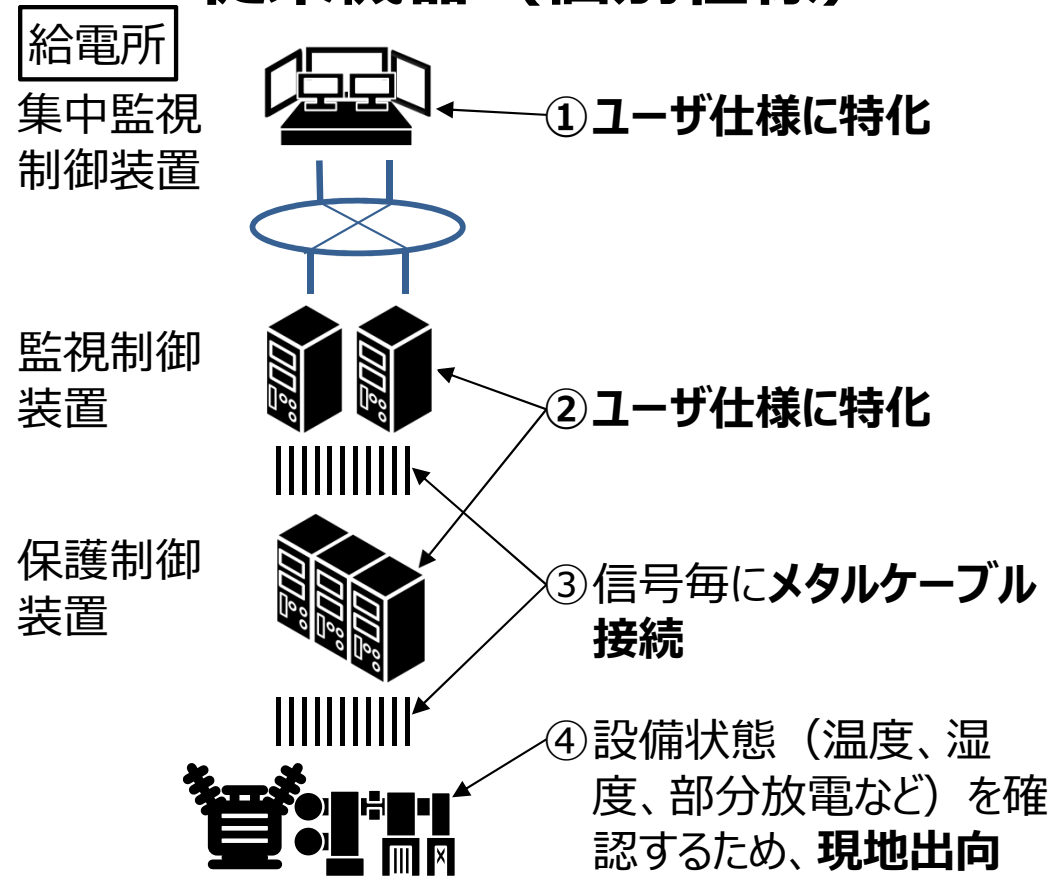 給電所
集中監視
制御装置
①ユーザ仕様に特化
監視制御
装置
②ユーザ仕様に特化
保護制御
装置
③信号毎にメタルケーブル
接続
④設備状態（温度、湿
度、部分放電など）を確
認するため、現地出向